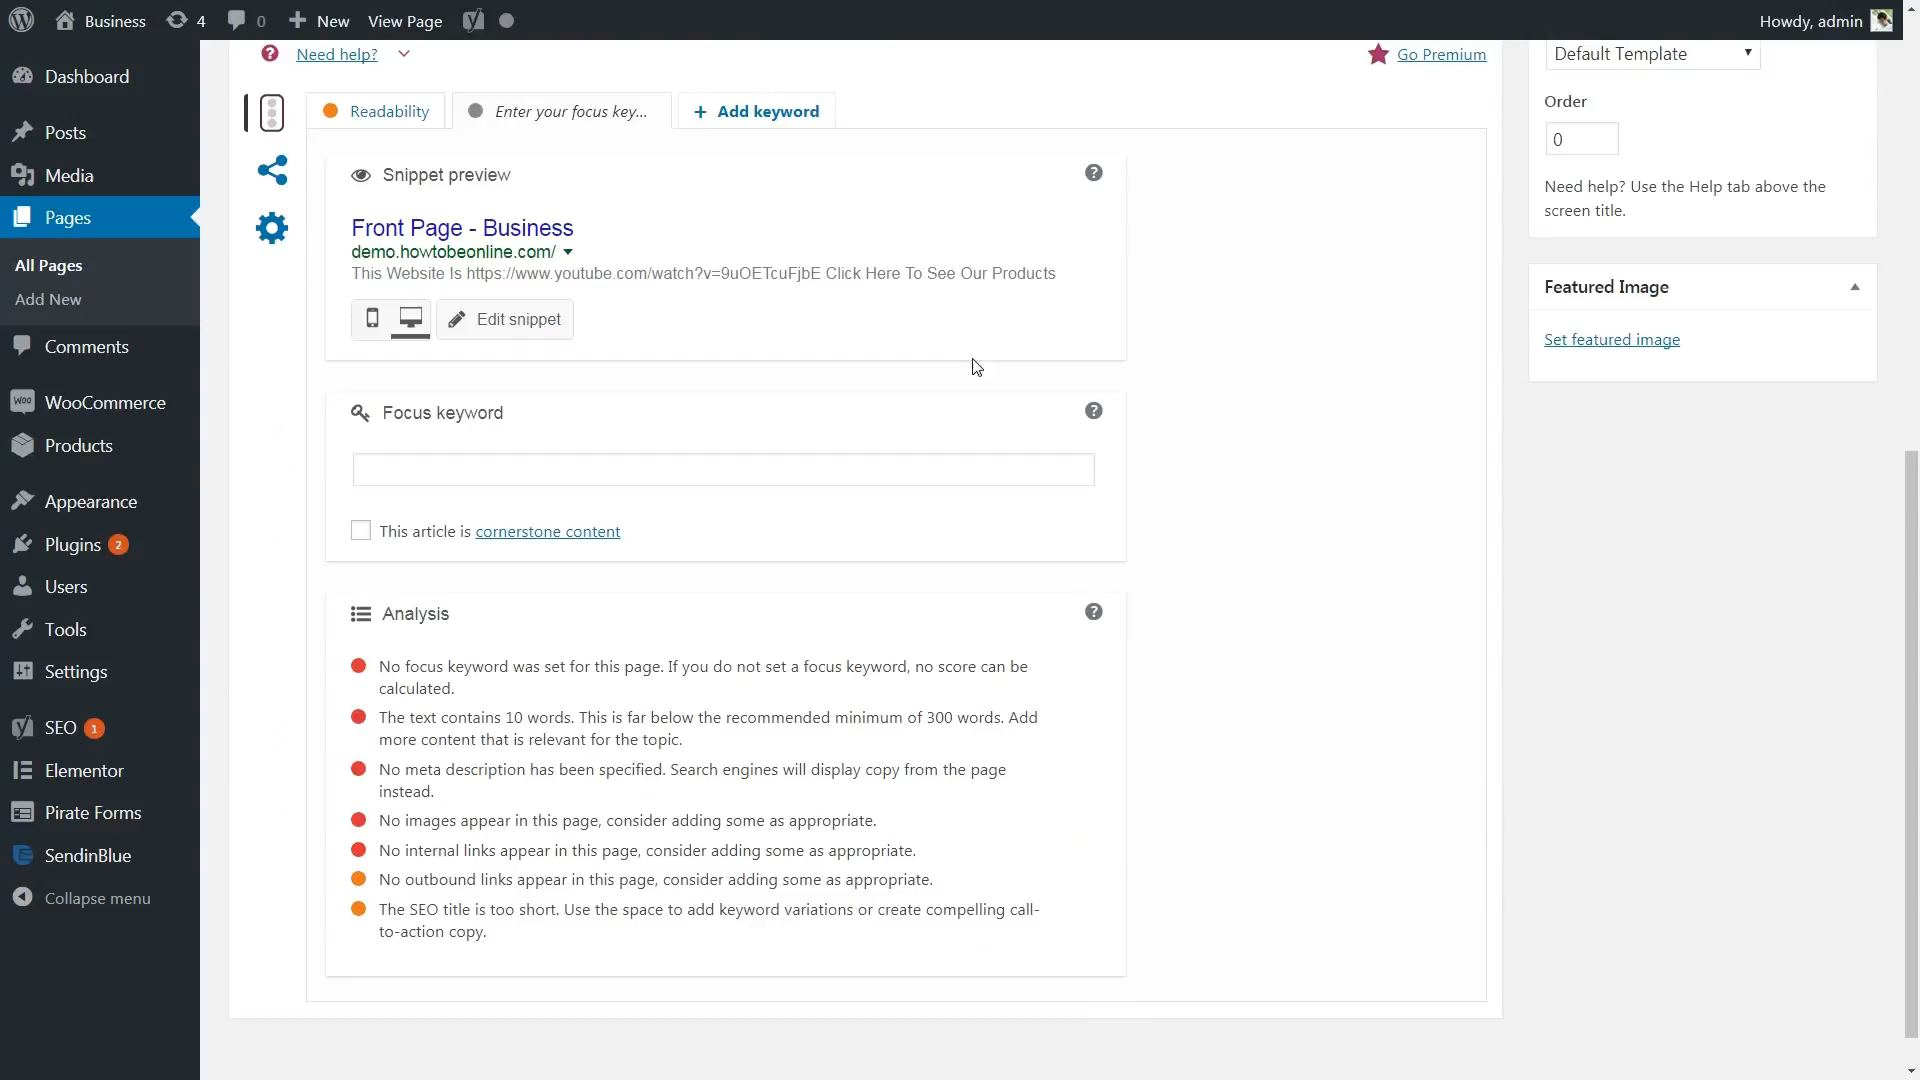 Business
4
0
New
View Page
Howdy, admin
Dashboard
Posts
Media
Pages
All Pages
Add New
Comments
WooCommerce
Products
Appearance
Plugins 2
Users
Tools
Settings
SEO 1
Elementor
Pirate Forms
SendinBlue
Collapse menu
? Need help?
Go Premium
Readability
Enter your focus key...
+ Add keyword
Snippet preview
?
Front Page - Business
demo.howtobeonline.com/
This Website Is https://www.youtube.com/watch?v=9uOETcuFjbE Click Here To See Our Products
Edit snippet
Focus keyword
?
This article is cornerstone content
Analysis
?
No focus keyword was set for this page. If you do not set a focus keyword, no score can be
calculated.
The text contains 10 words. This is far below the recommended minimum of 300 words. Add
more content that is relevant for the topic.
No meta description has been specified. Search engines will display copy from the page
instead.
No images appear in this page, consider adding some as appropriate.
No internal links appear in this page, consider adding some as appropriate.
No outbound links appear in this page, consider adding some as appropriate.
The SEO title is too short. Use the space to add keyword variations or create compelling call-
to-action copy.
Default Template
Order
0
Need help? Use the Help tab above the
screen title.
Featured Image
Set featured image